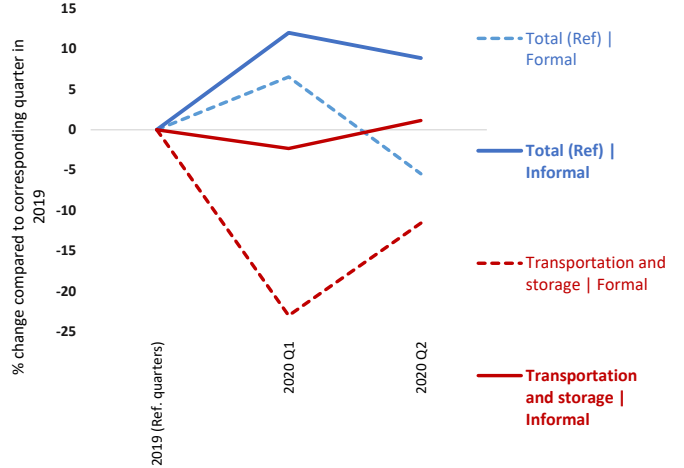 % change compared to corresponding quarter in
2019
15
10
5
0
-5
-10
-15
-20
-25
2019 (Ref. quarters)
2020 Q1
2020 Q2
Total (Ref) |
Formal
Total (Ref) |
Informal
Transportation and
storage | Formal
Transportation
and storage |
Informal